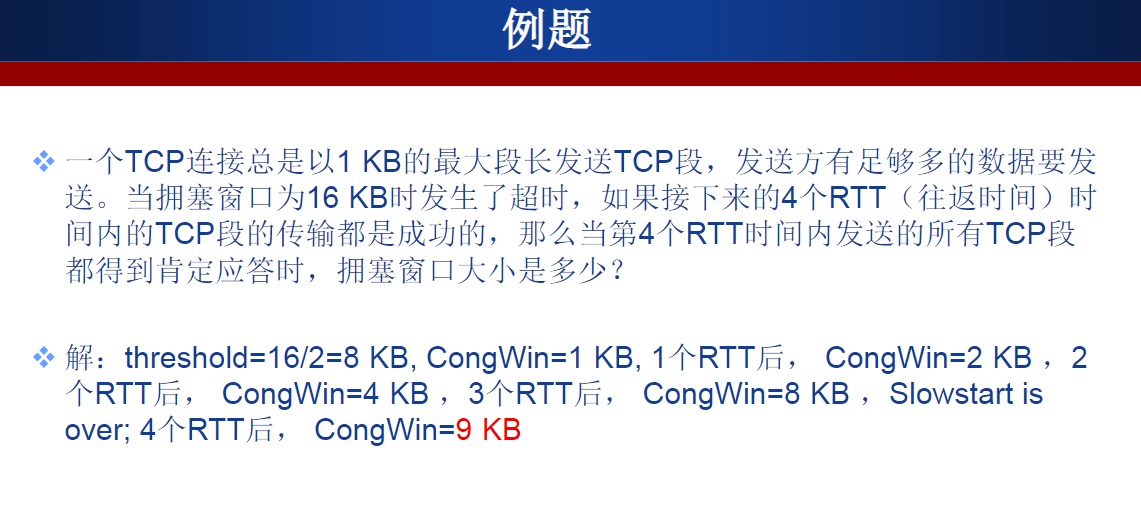 例题
一个TCP连接总是以1 KB的最大段长发送TCP段，发送方有足够多的数据要发
送。当拥塞窗口为16 KB时发生了超时，如果接下来的4个RTT（往返时间）时
间内的TCP段的传输都是成功的，那么当第4个RTT时间内发送的所有TCP段
都得到肯定应答时，拥塞窗口大小是多少？
解：threshold=16/2=8 KB, CongWin=1 KB, 1个RTT后， CongWin=2 KB ，2
个RTT后， CongWin=4 KB ，3个RTT后， CongWin=8 KB ，Slowstart is
over; 4个RTT后， CongWin=9 KB